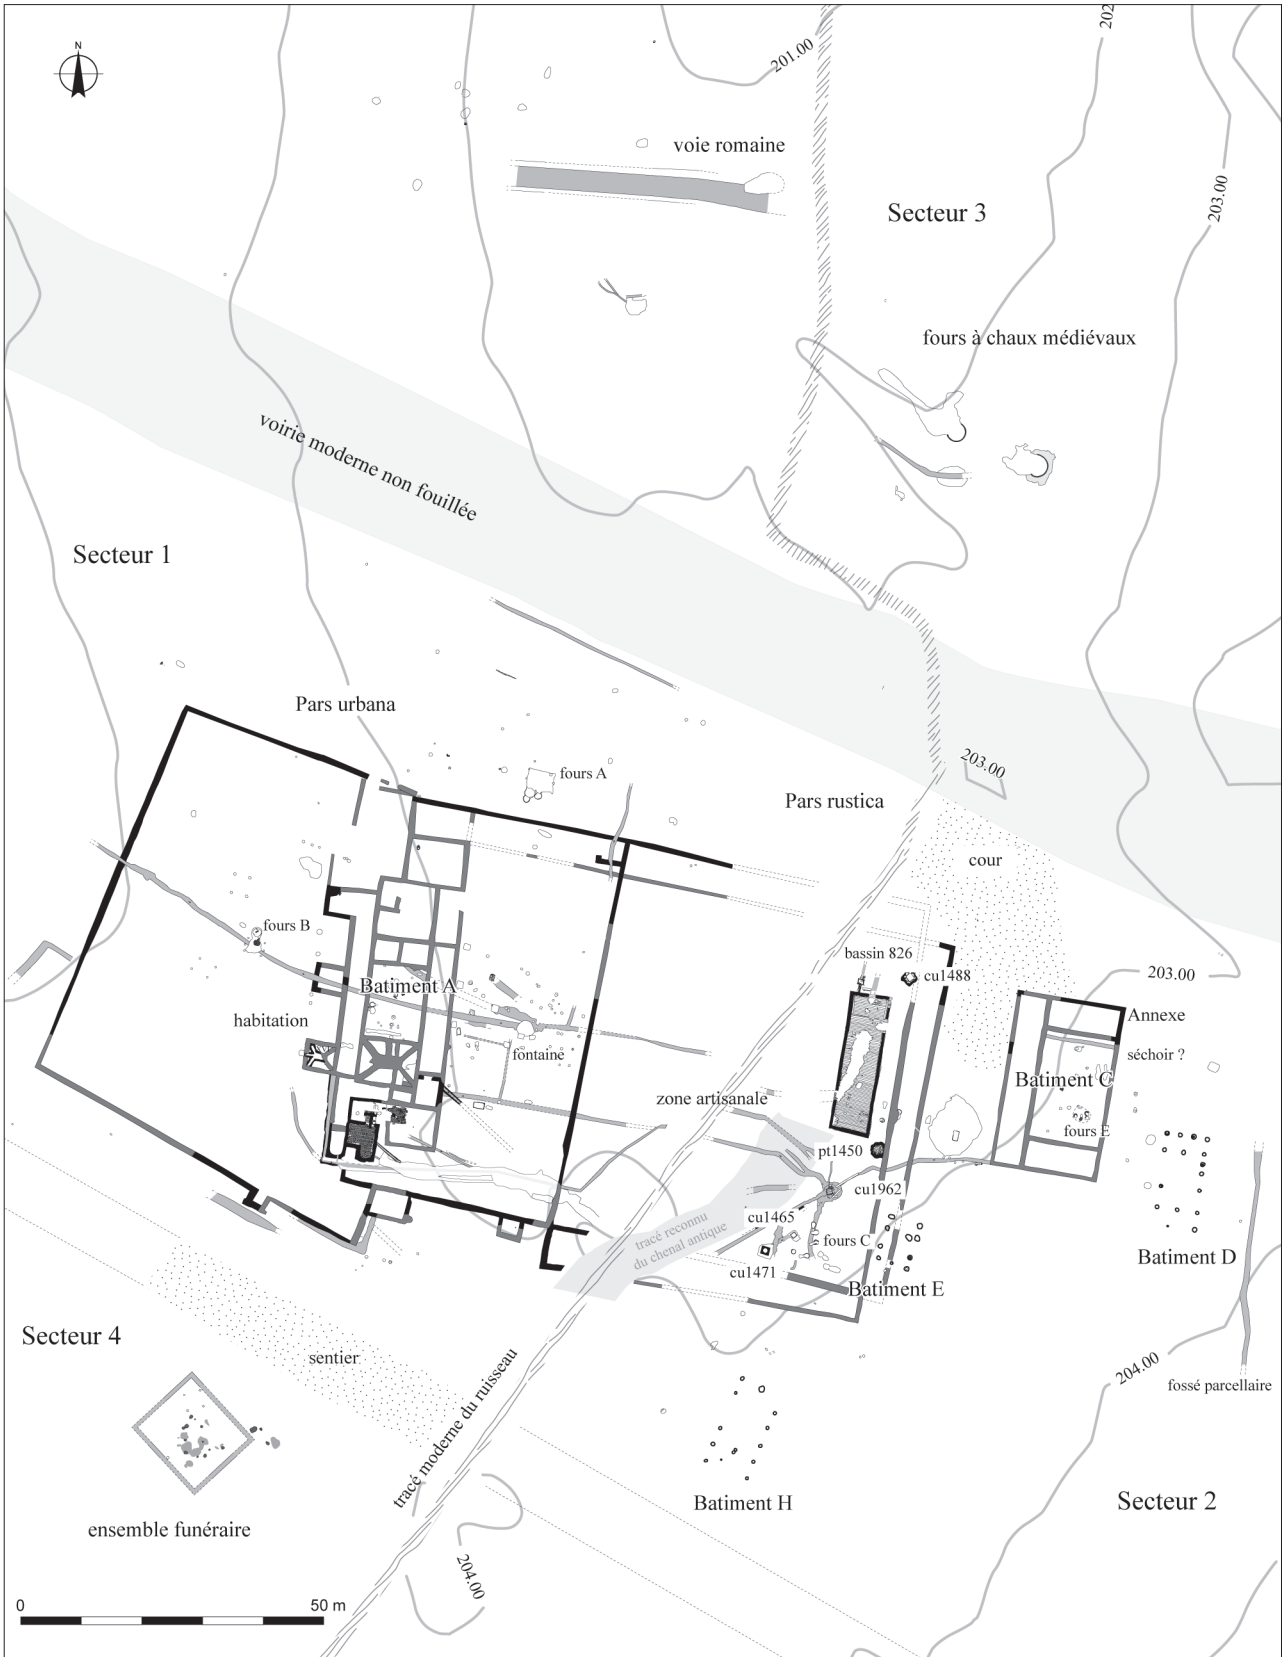 202
201.00
N
voie romaine
203.00
Secteur 3
fours à chaux médiévaux
voirie moderne non fouillée
Secteur 1
Pars urbana
203.00
fours A
Pars rustica
cour
fours B
bassin 826
cu1488
203.00
Batiment A
habitation
Annexe
fontaine
séchoir ?
Batiment C
zone artisanale
fours E
pt1450
cu1962
cu1465
tracé reconnu
du chenal antique
fours C
cu1471
Batiment D
Batiment E
Secteur 4
sentier
204.00
fossé parcellaire
tracé moderne du ruisseau
Batiment H
Secteur 2
ensemble funéraire
204.00
0 50 m